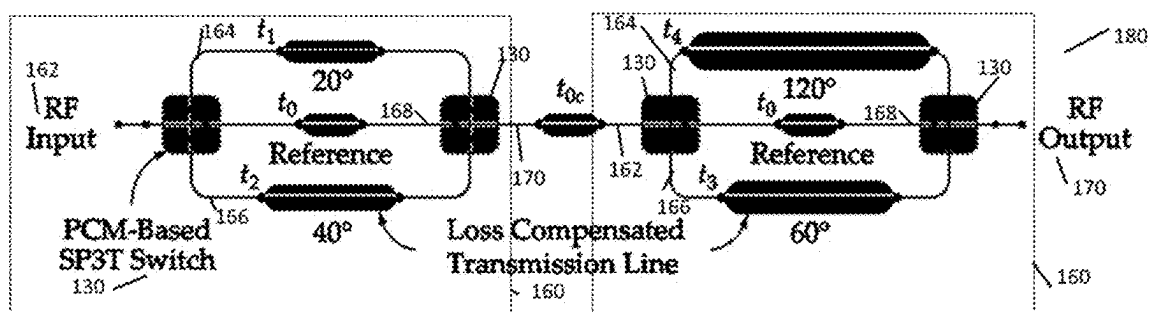 164 t1 130 164 t4 180
162 130 130
RF Input 20° 120° RF Output
t0 168 t0c t0 168
Reference 170 162 Reference 170
t2 166 t3
166 40° 60°
PCM-Based SP3T Switch
Loss Compensated Transmission Line
130 160 160